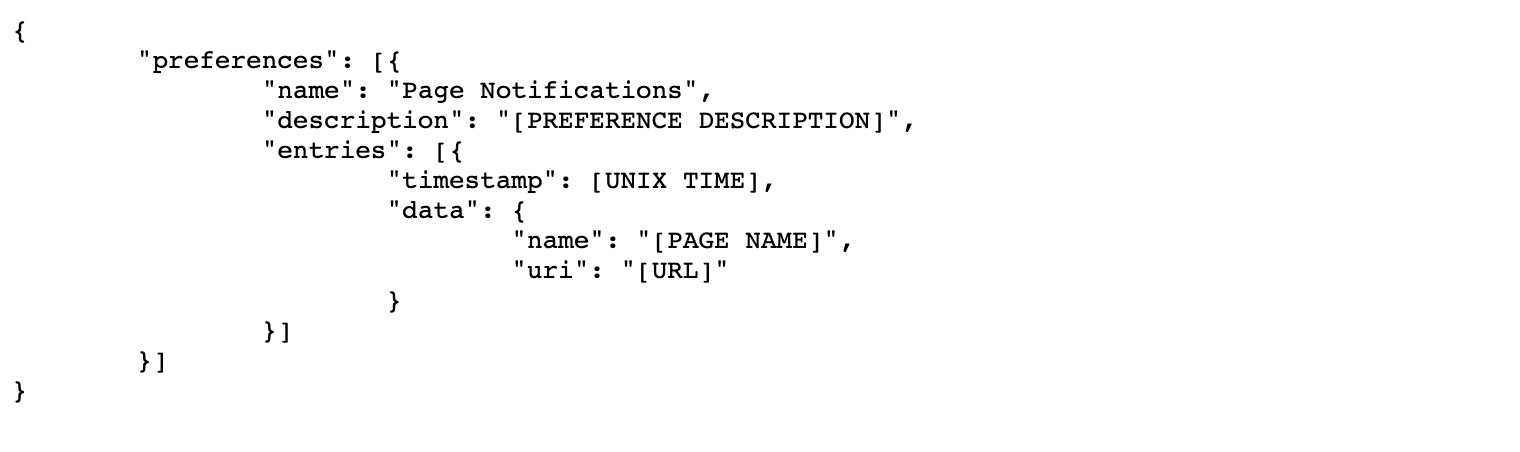 {
"preferences": [{
"name": "Page Notifications",
"description": "[PREFERENCE DESCRIPTION]",
"entries": [{
"timestamp": [UNIX TIME],
"data": {
"name": "[PAGE NAME]",
"uri": "[URL]"
}
}]
}]
}